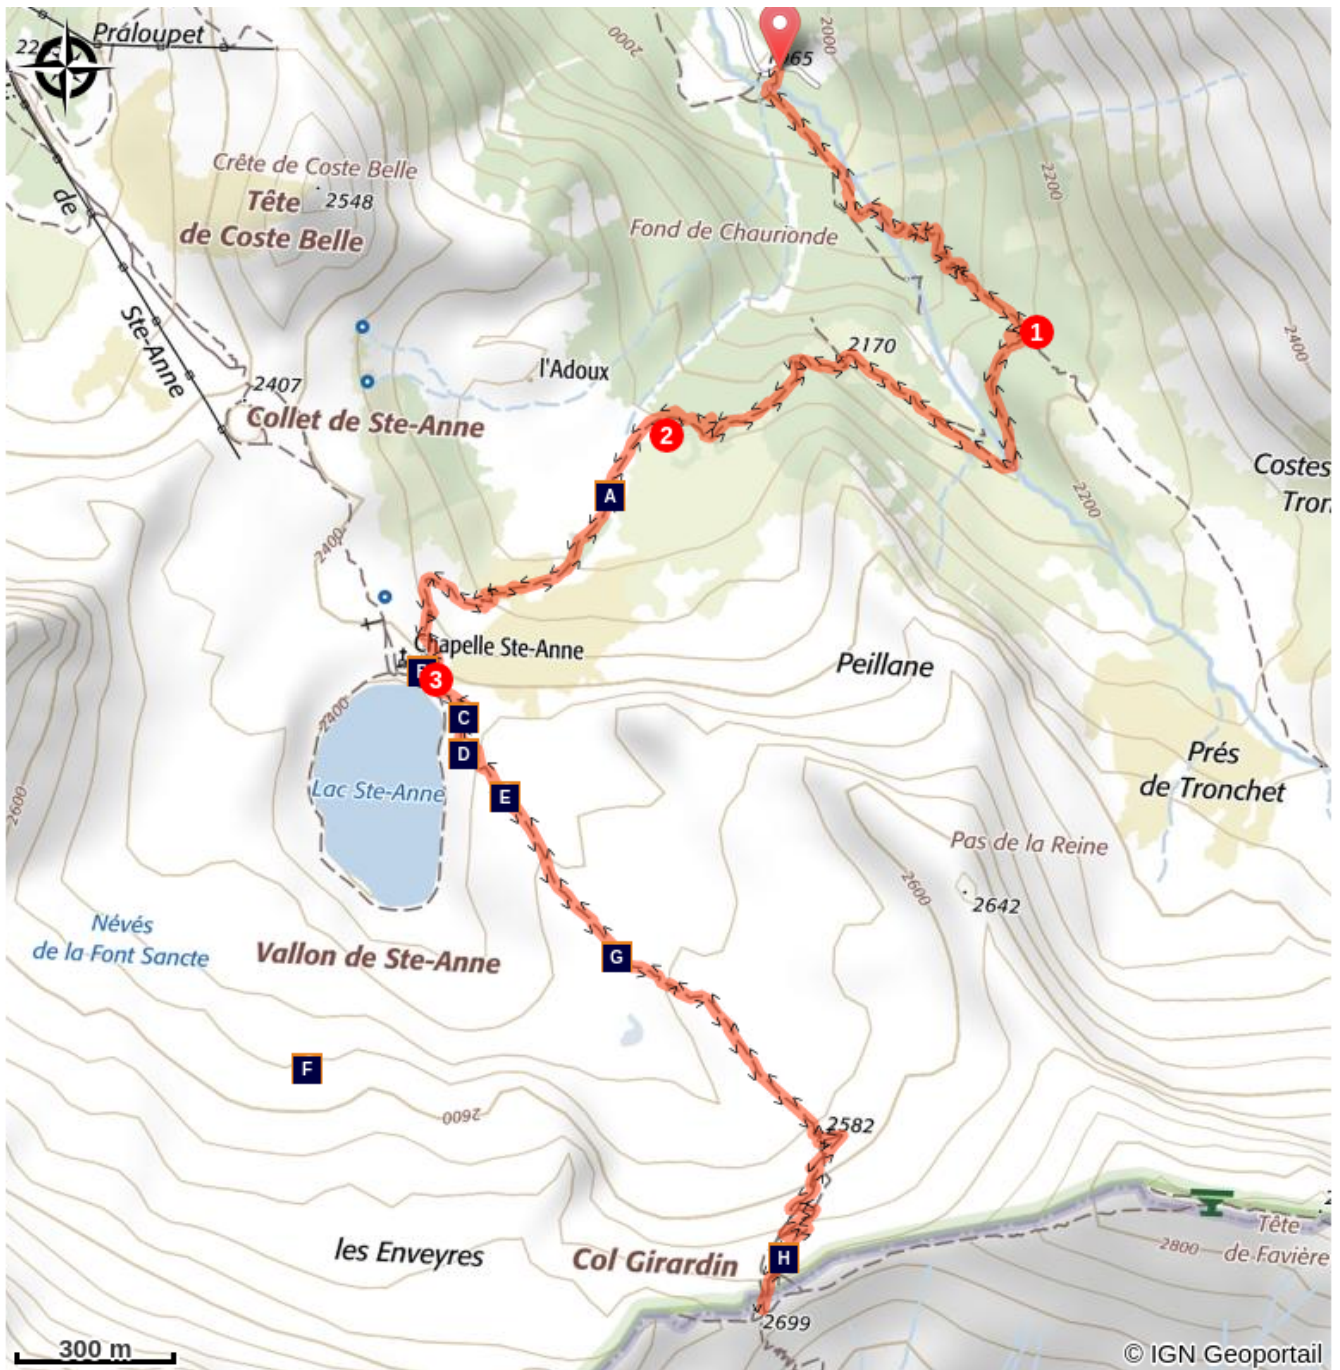 Praloupet
2000
2000
Crête de Coste Belle
Tête
2548
de Coste Belle
de
Ste-Anne
Fond de Chaurionde
2200
2400
1
2170
l'Adoux
2407
Collet de Ste-Anne
2
A
Costes
Tron
2200
2400
Chapelle Ste-Anne
3
Peillane
2400
C
D
Lac Ste-Anne
E
2600
Prés
de Tronchet
Pas de la Reine
2600
2642
Névés
de la Font Sancte
Vallon de Ste-Anne
G
F
2600
2582
les Enveyres
Col Girardin
H
Tête
de Favière
2800
2699
300 m
© IGN Geoportail